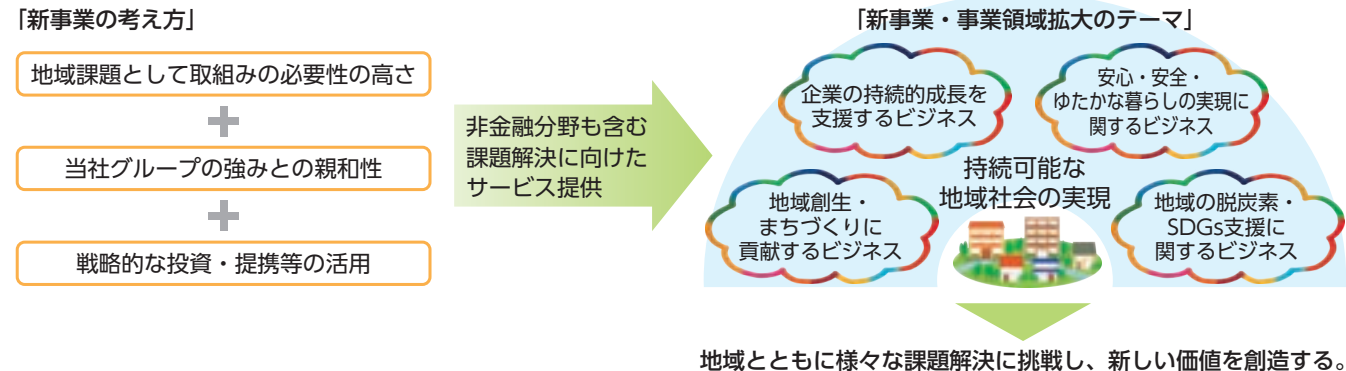 「新事業の考え方」
地域課題として取組みの必要性の高さ
+
当社グループの強みとの親和性
+
戦略的な投資・提携等の活用
非金融分野も含む
課題解決に向けた
サービス提供
「新事業・事業領域拡大のテーマ」
企業の持続的成長を
支援するビジネス
安心・安全・
ゆたかな暮らしの実現に
関するビジネス
持続可能な
地域社会の実現
地域創生・
まちづくりに
貢献するビジネス
地域の脱炭素・
SDGs支援に
関するビジネス
地域とともに様々な課題解決に挑戦し、新しい価値を創造する。